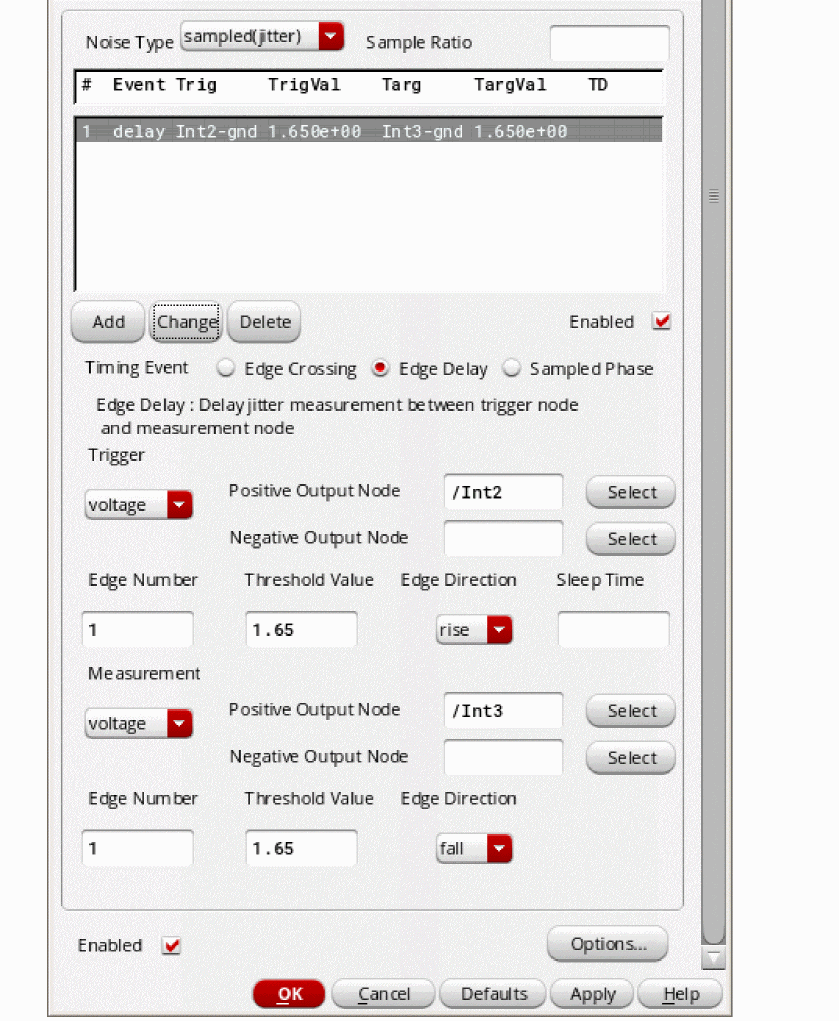 Noise Type sampled(jitter) Sample Ratio
# Event Trig TrigVal Targ TargVal TD
1 delay Int2-gnd 1.650e+00 Int3-gnd 1.650e+00
Add Change Delete Enabled
Timing Event Edge Crossing Edge Delay Sampled Phase
Edge Delay : Delay jitter measurement between trigger node
and measurement node
Trigger
voltage Positive Output Node /Int2 Select
Negative Output Node Select
Edge Number Threshold Value Edge Direction Sleep Time
1 1.65 rise
Measurement
voltage Positive Output Node /Int3 Select
Negative Output Node Select
Edge Number Threshold Value Edge Direction
1 1.65 fall
Enabled Options...
OK Cancel Defaults Apply Help